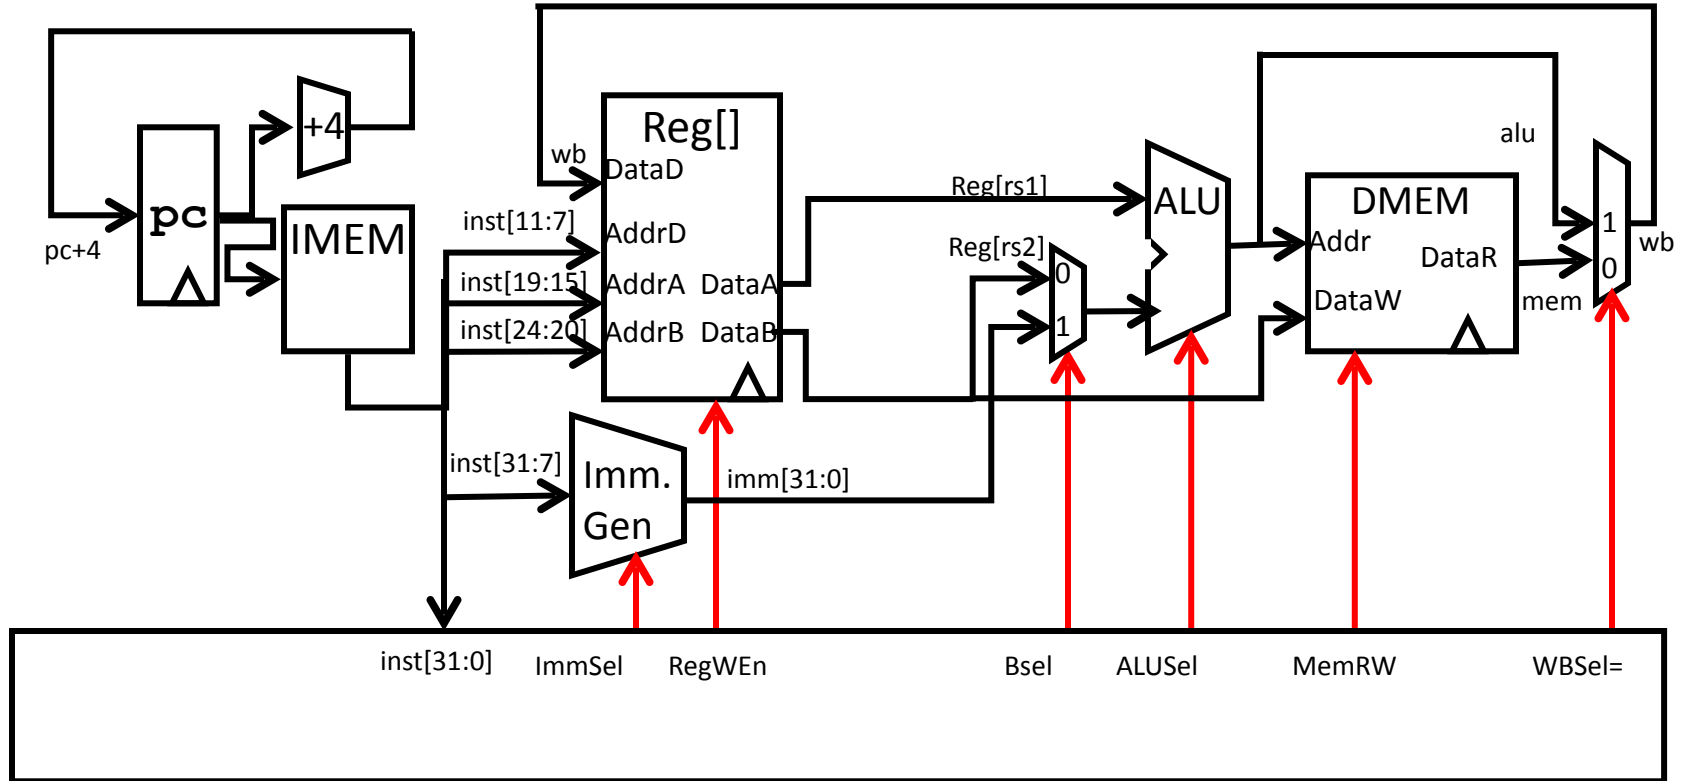 +4
pc
pc+4
IMEM
Reg[]
wb
DataD
inst[11:7]
AddrD
inst[19:15]
AddrA
DataA
inst[24:20]
AddrB
DataB
inst[31:7]
Imm.
Gen
imm[31:0]
Reg[rs1]
Reg[rs2]
0
1
ALU
alu
DMEM
Addr
DataR
DataW
mem
1
0
wb
inst[31:0]
ImmSel
RegWEn
Bsel
ALUSel
MemRW
WBSel=